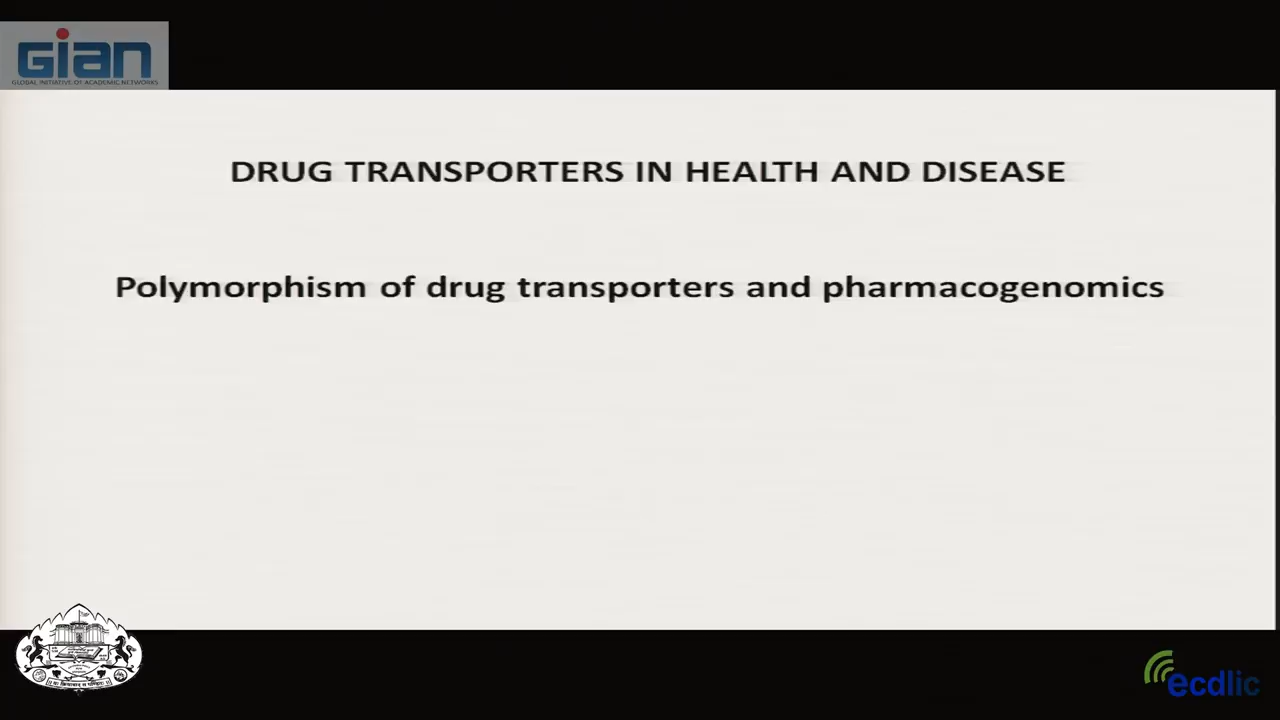 GIAN
GLOBAL INITIATIVE OF ACADEMIC NETWORKS
DRUG TRANSPORTERS IN HEALTH AND DISEASE
Polymorphism of drug transporters and pharmacogenomics
ecdlic